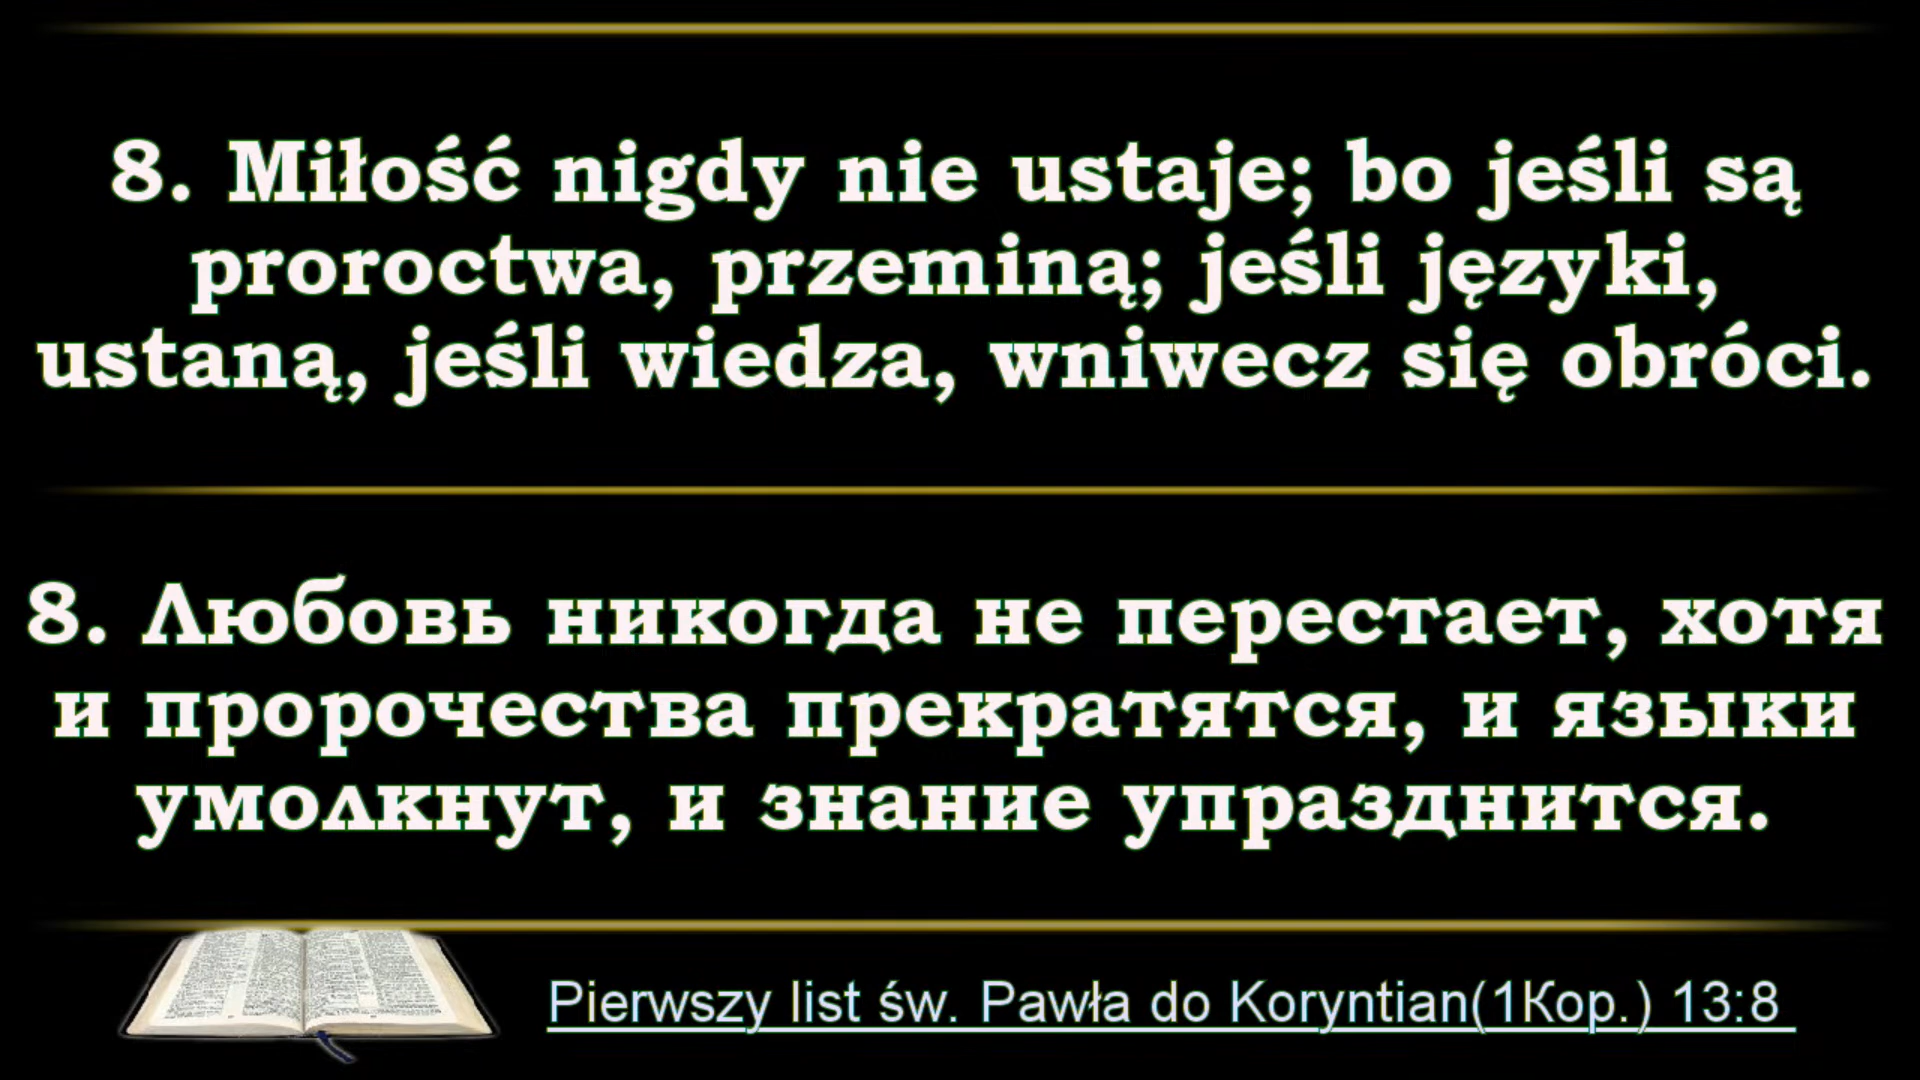 8. Miłość nigdy nie ustaje; bo jeśli są
proroctwa, przeminą; jeśli języki,
ustaną, jeśli wiedza, wniwecz się obróci.
8. Любовь никогда не перестает, хотя
и пророчества прекратятся, и языки
умолкнут, и знание упразднится.
Pierwszy list św. Pawła do Koryntian(1Кор.) 13:8